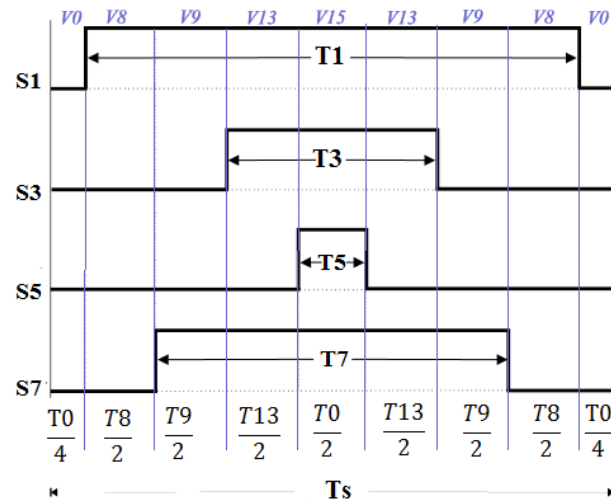 V0 V8 V9 V13 V15 V13 V9 V8 V0
S1
T1
S3
T3
S5
T5
S7
T7
T0/4 T8/2 T9/2 T13/2 T0/2 T13/2 T9/2 T8/2 T0/4
Ts